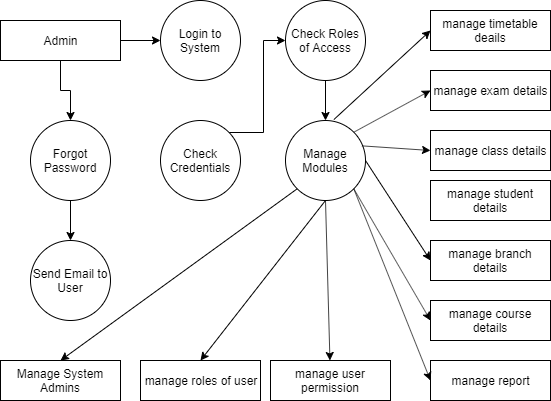 Admin
Login to
System
Check Roles
of Access
manage timetable
deails
manage exam details
Forgot
Password
Check
Credentials
Manage
Modules
manage class details
manage student
details
Send Email to
User
manage branch
details
manage course
details
Manage System
Admins
manage roles of user
manage user
permission
manage report